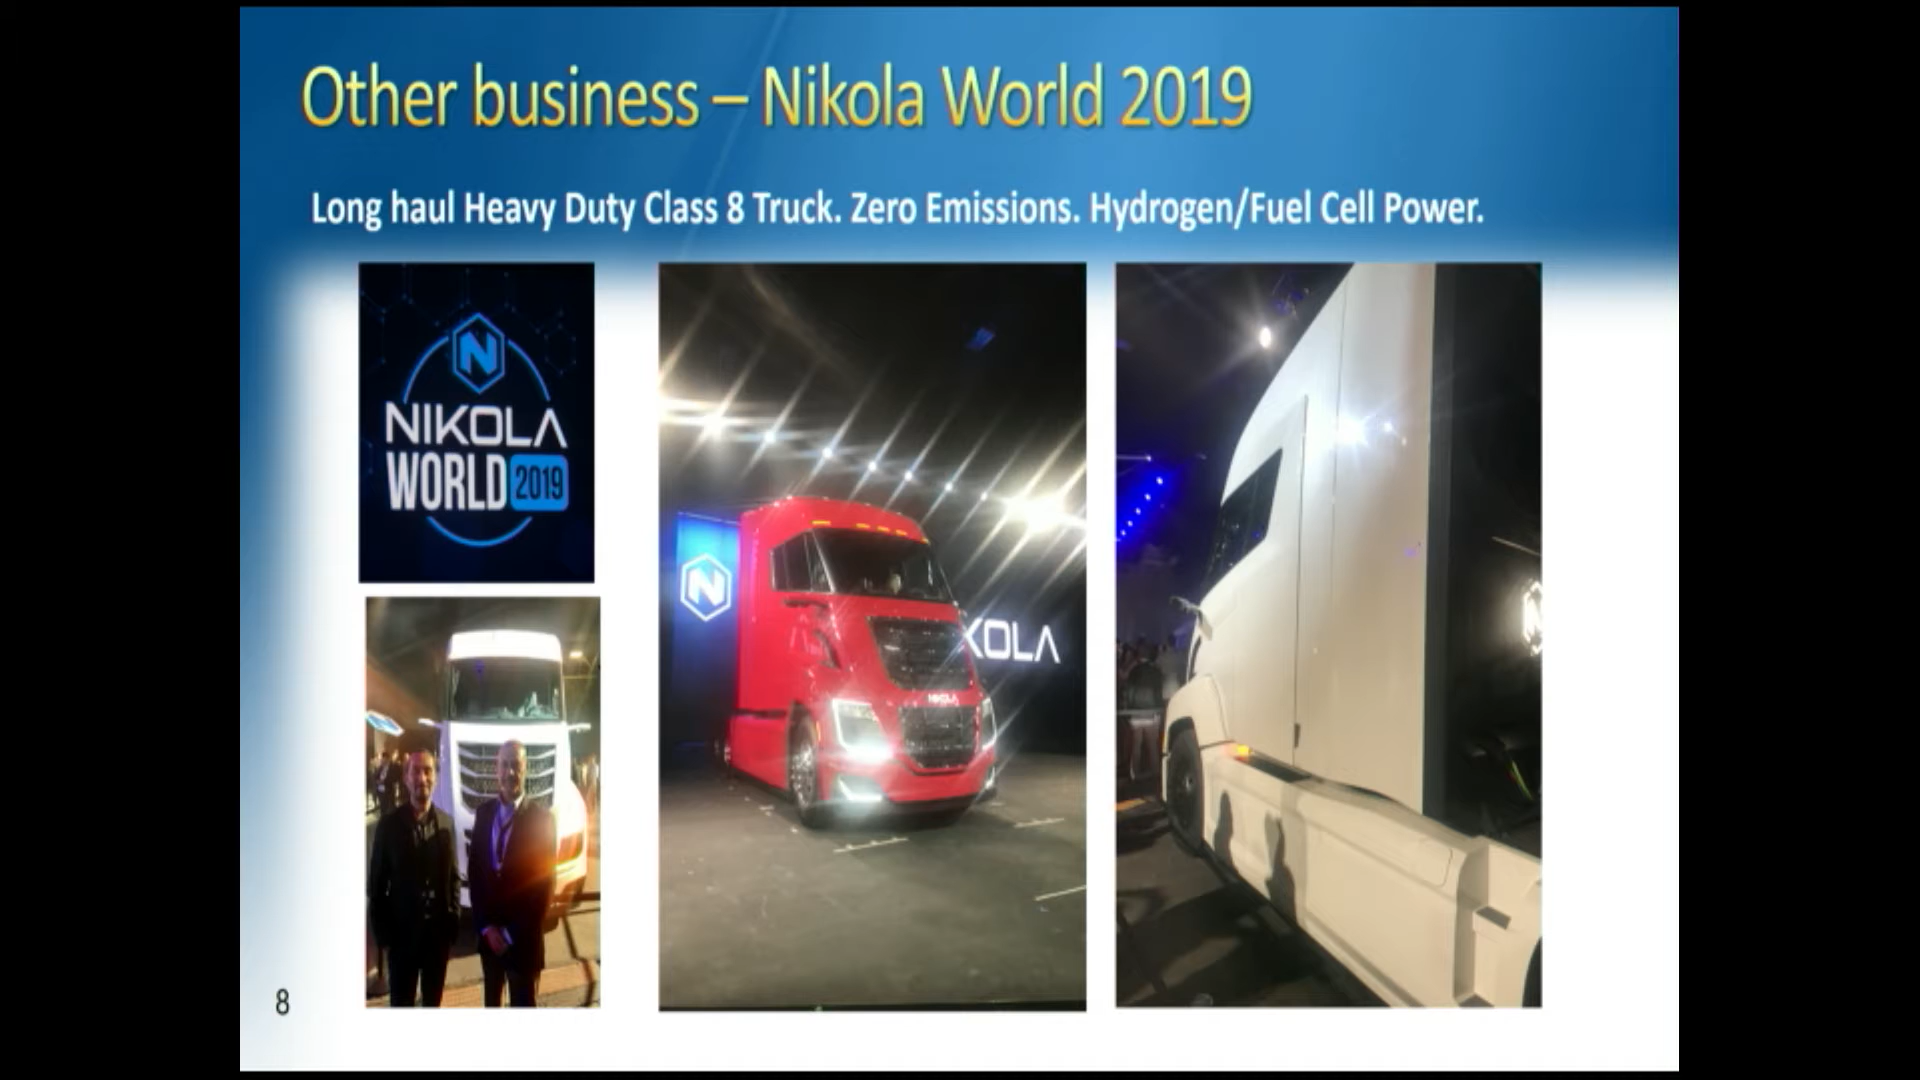 Other business – Nikola World 2019
Long haul Heavy Duty Class 8 Truck. Zero Emissions. Hydrogen/Fuel Cell Power.
N
NIKOLA
WORLD 2019
N
KOLA
NIKOLA
8